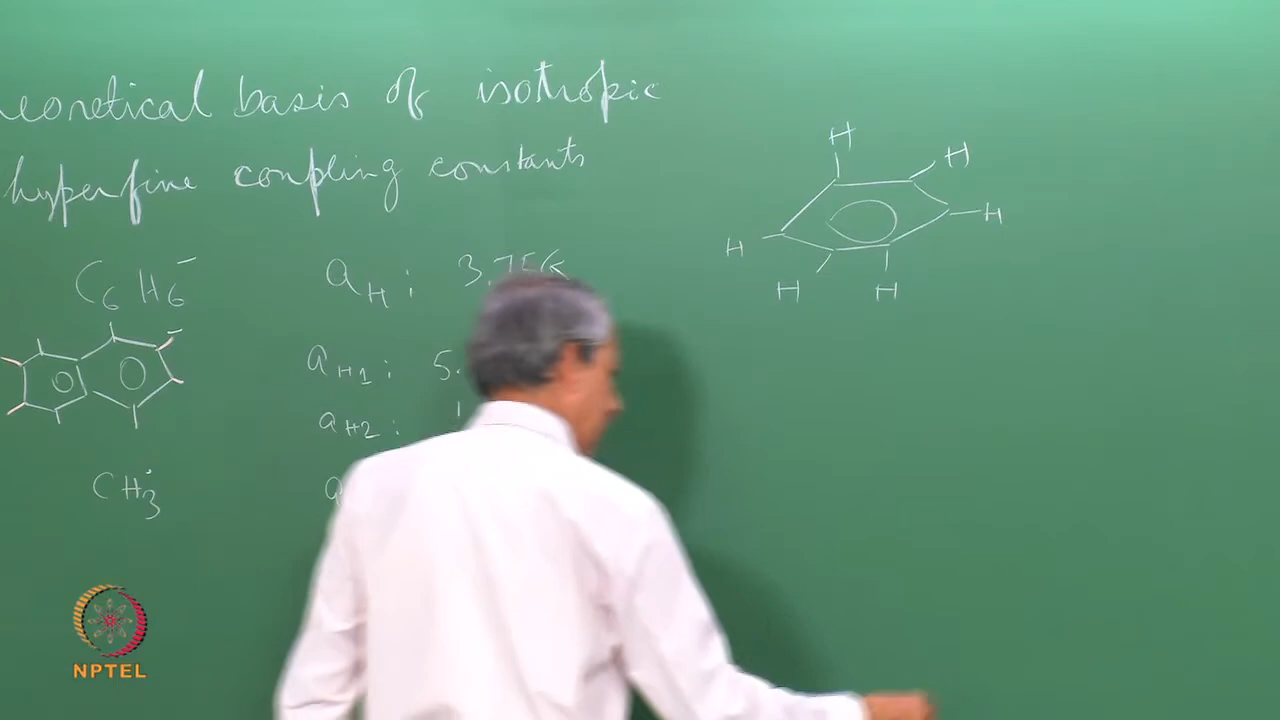 eoretical basis of isotropic
hyperfine coupling constants
C6H6⁻
aH : 3.75G
aH1 : 5.
aH2 :
CH3•
a
H
H
H
H
H
H
NPTEL